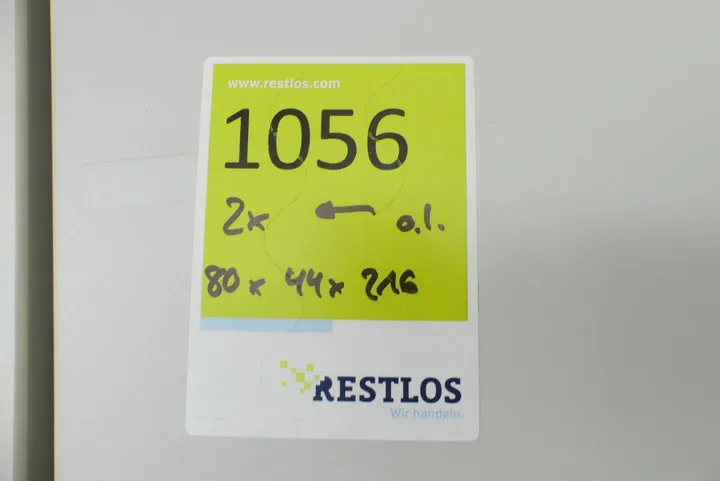 www.restlos.com
1056
2x ← o.l.
80 x 44 x 216
RESTLOS
Wir handeln.